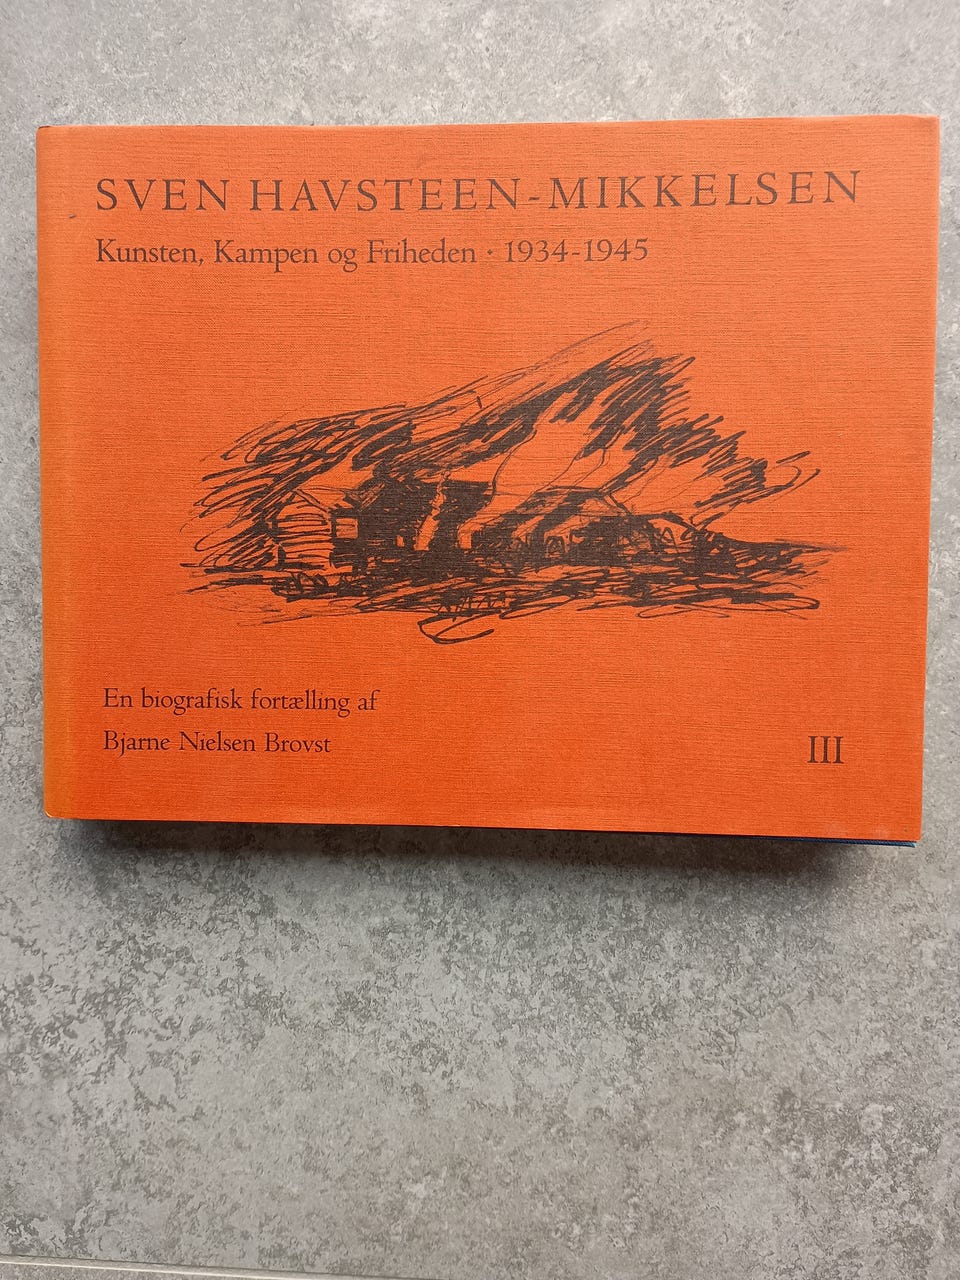 SVEN HAVSTEEN-MIKKELSEN
Kunsten, Kampen og Friheden · 1934-1945
En biografisk fortælling af
Bjarne Nielsen Brovst
III